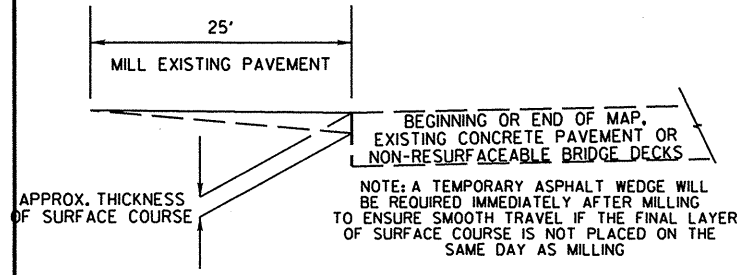 25'
MILL EXISTING PAVEMENT
BEGINNING OR END OF MAP,
EXISTING CONCRETE PAVEMENT OR
NON-RESURFACEABLE BRIDGE DECKS
APPROX. THICKNESS
OF SURFACE COURSE
NOTE: A TEMPORARY ASPHALT WEDGE WILL
BE REQUIRED IMMEDIATELY AFTER MILLING
TO ENSURE SMOOTH TRAVEL IF THE FINAL LAYER
OF SURFACE COURSE IS NOT PLACED ON THE
SAME DAY AS MILLING